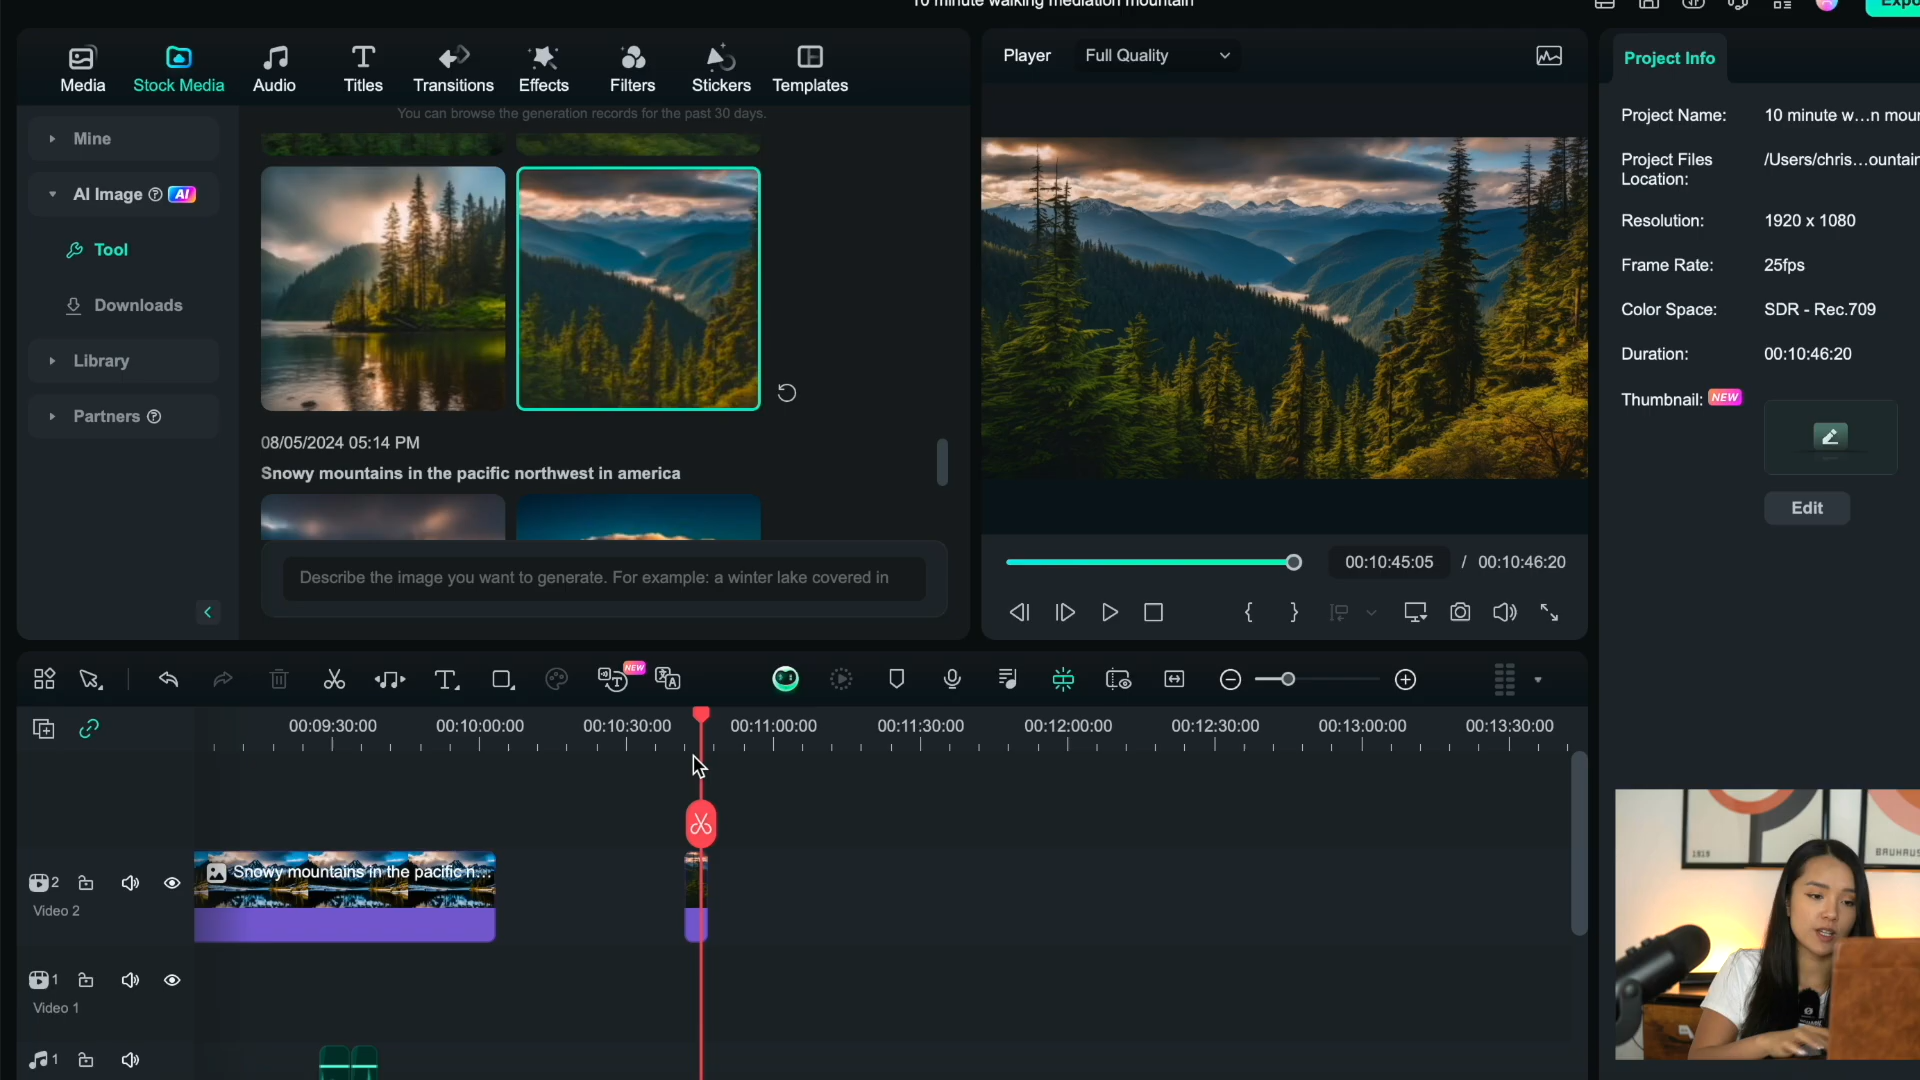 10 minute walking mediation mountain
Expo
Media
Stock Media
Audio
Titles
Transitions
Effects
Filters
Stickers
Templates
Player
Full Quality
Project Info
You can browse the generation records for the past 30 days.
Mine
AI Image
AI
Tool
Downloads
Library
Partners
08/05/2024 05:14 PM
Snowy mountains in the pacific northwest in america
Describe the image you want to generate. For example: a winter lake covered in
Project Name:
10 minute w...n mour
Project Files
Location:
/Users/chris...ountain
Resolution:
1920 x 1080
Frame Rate:
25fps
Color Space:
SDR - Rec.709
Duration:
00:10:46:20
Thumbnail:
NEW
Edit
00:10:45:05 / 00:10:46:20
NEW
00:09:30:00
00:10:00:00
00:10:30:00
00:11:00:00
00:11:30:00
00:12:00:00
00:12:30:00
00:13:00:00
00:13:30:00
Snowy mountains in the pacific n...
2
Video 2
1
Video 1
1
1919
BAUHAUS